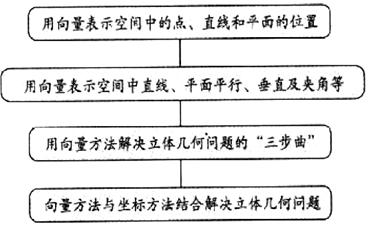 用向量表示空间中的点、直线和平面的位置
用向量表示空间中直线、平面平行、垂直及夹角等
用向量方法解决立体几何问题的“三步曲”
向量方法与坐标方法结合解决立体几何问题